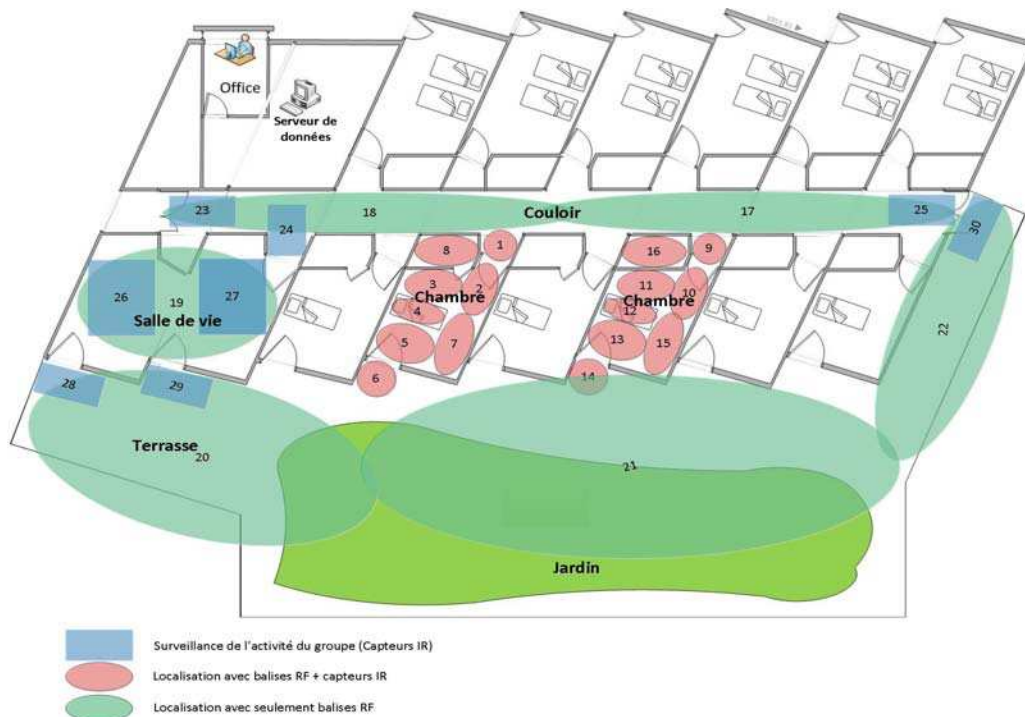 Office
Serveur de
données
23
18
Couloir
17
25
24
30
8
1
16
9
26
19
27
3
2
11
10
22
Chambre
Chambre
4
12
Salle de vie
5
7
13
15
28
29
6
14
Terrasse
20
21
Jardin
Surveillance de l'activité du groupe (Capteurs IR)
Localisation avec balises RF + capteurs IR
Localisation avec seulement balises RF